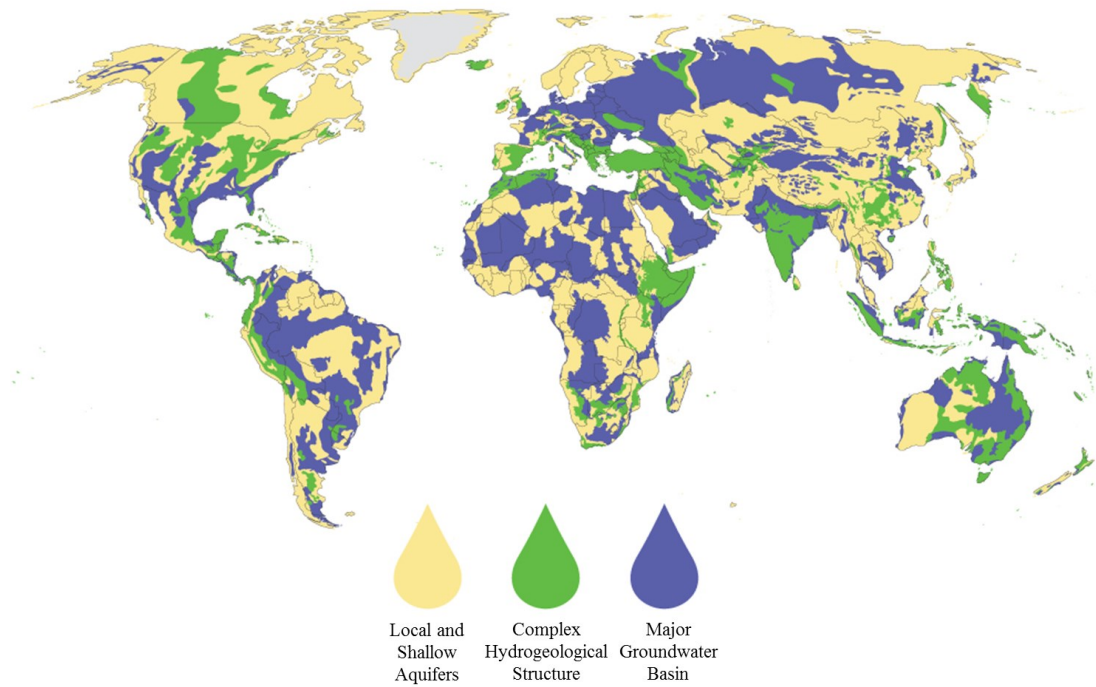 Local and
Shallow
Aquifers
Complex
Hydrogeological
Structure
Major
Groundwater
Basin